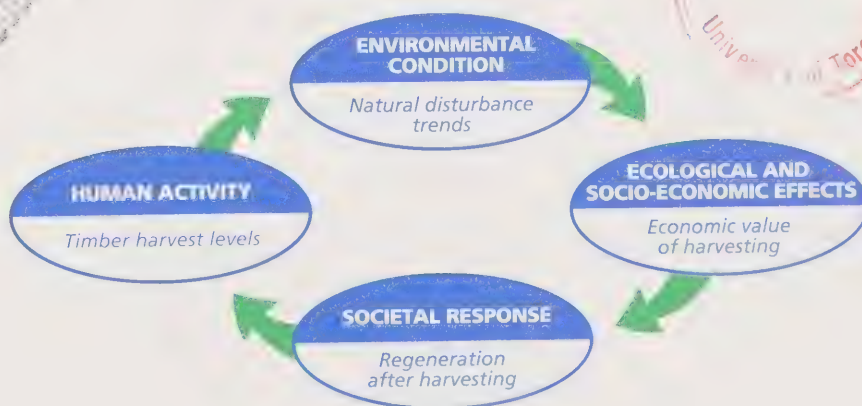 ENVIRONMENTAL
CONDITION
Natural disturbance
trends
ECOLOGICAL AND
SOCIO-ECONOMIC EFFECTS
Economic value
of harvesting
SOCIETAL RESPONSE
Regeneration
after harvesting
HUMAN ACTIVITY
Timber harvest levels